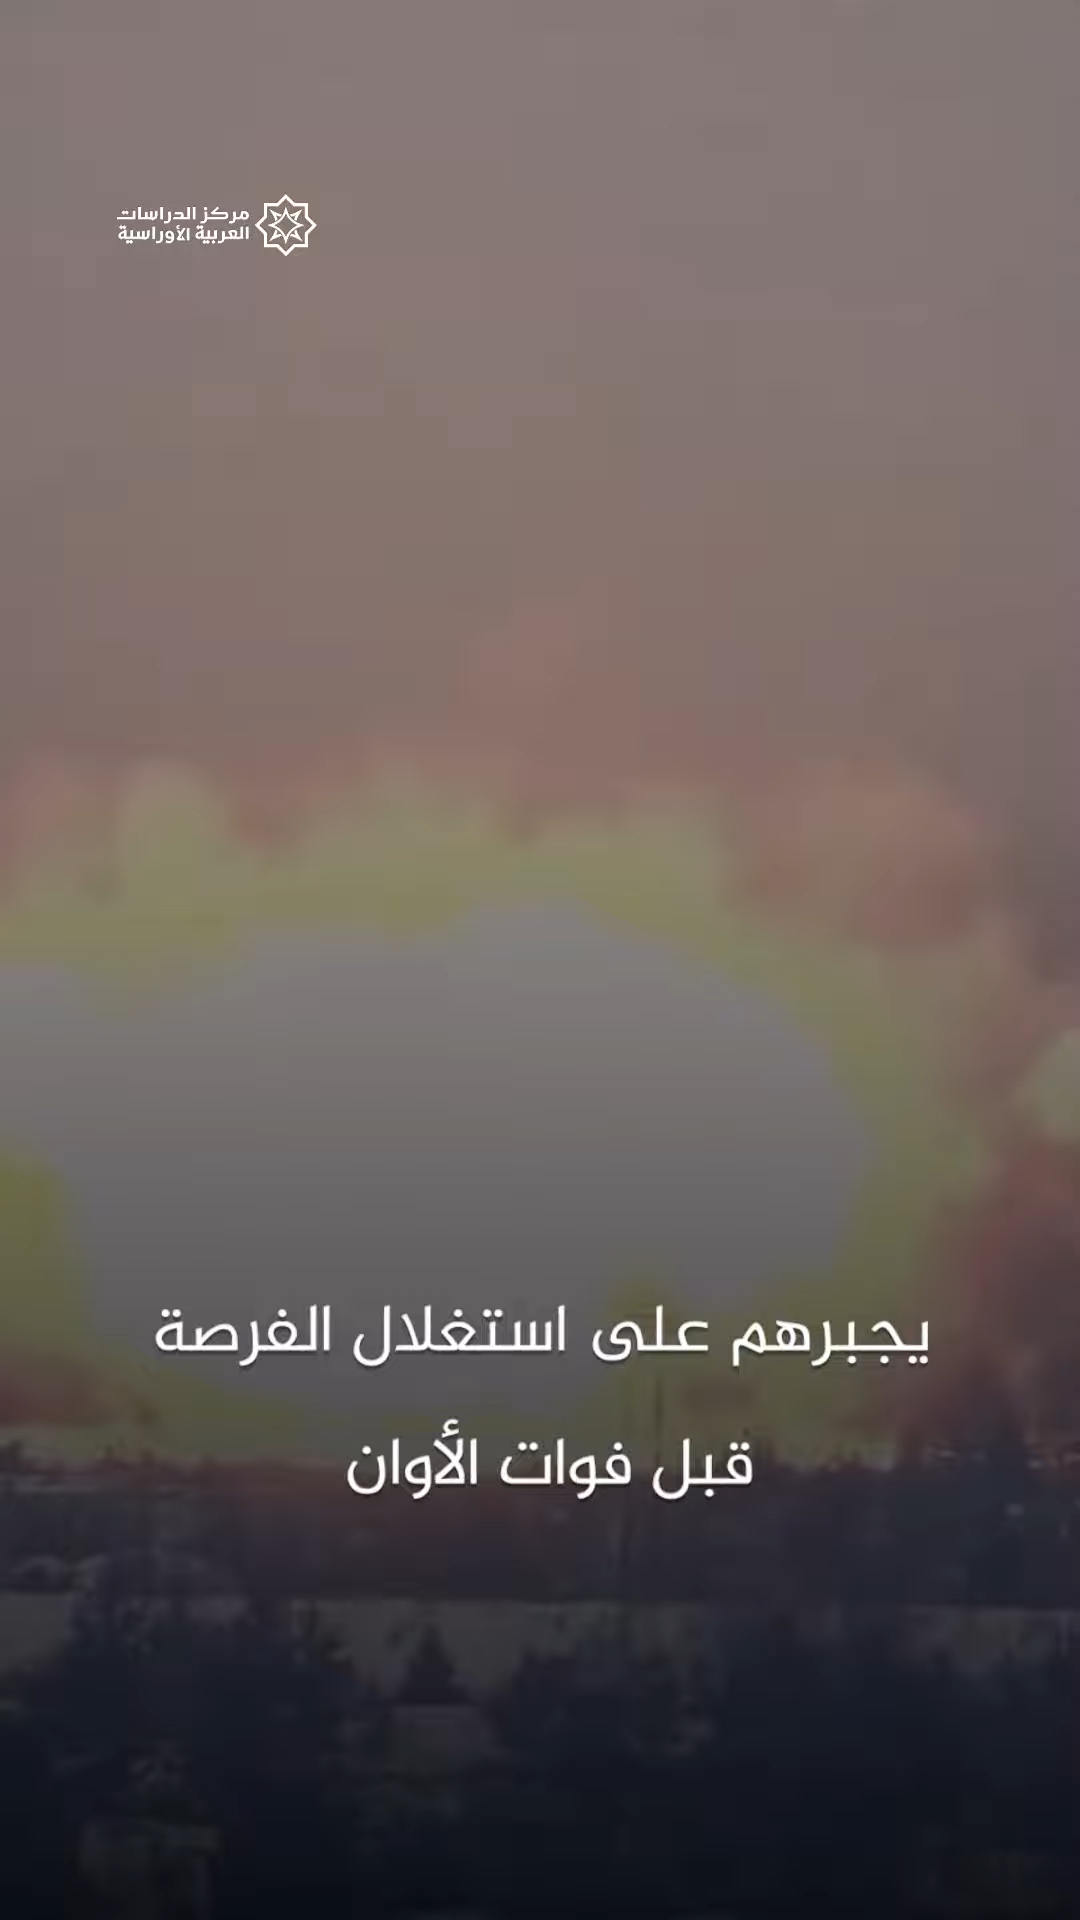 مركز الدراسات
العربية الأوراسية
يجبرهم على استغلال الفرصة
قبل فوات الأوان